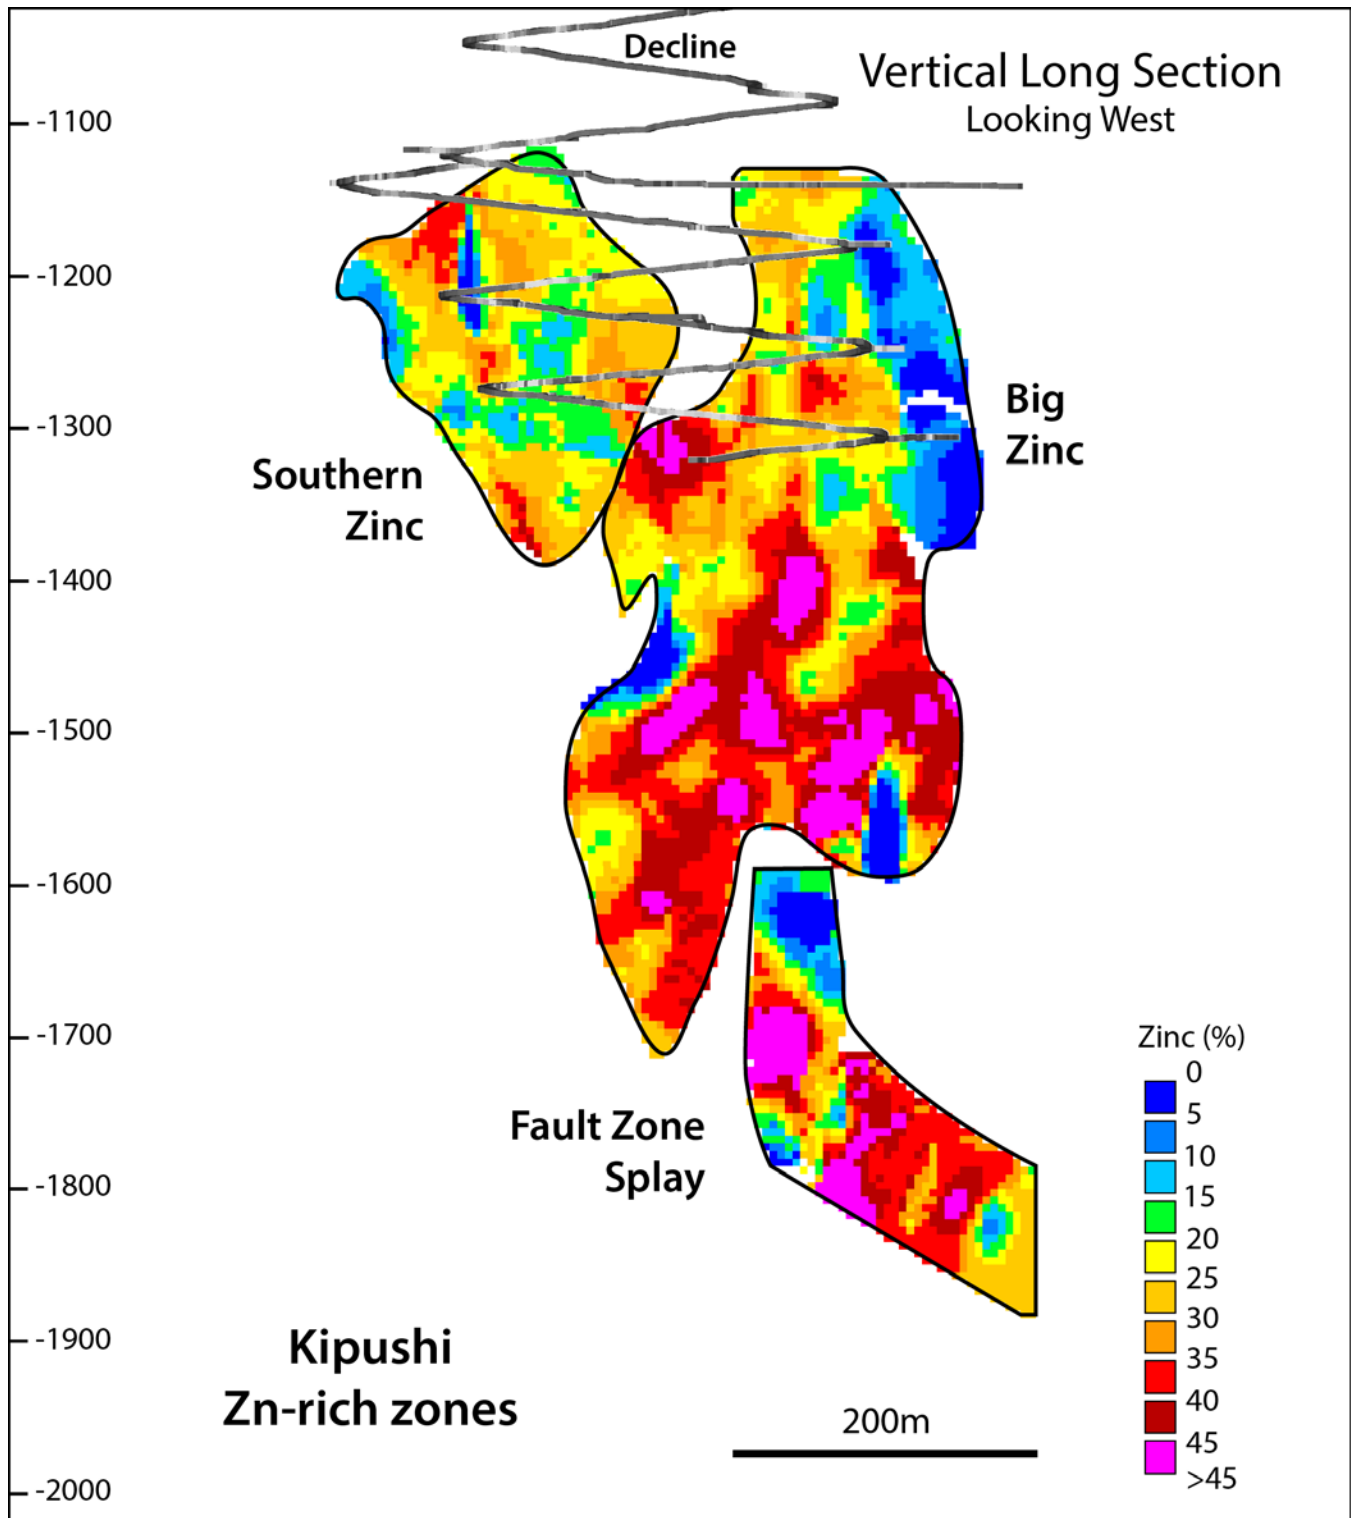 Decline
Vertical Long Section
Looking West
-1100
-1200
-1300
-1400
-1500
-1600
-1700
-1800
-1900
-2000
Big
Zinc
Southern
Zinc
Fault Zone
Splay
Zinc (%)
0
5
10
15
20
25
30
35
40
45
>45
Kipushi
Zn-rich zones
200m